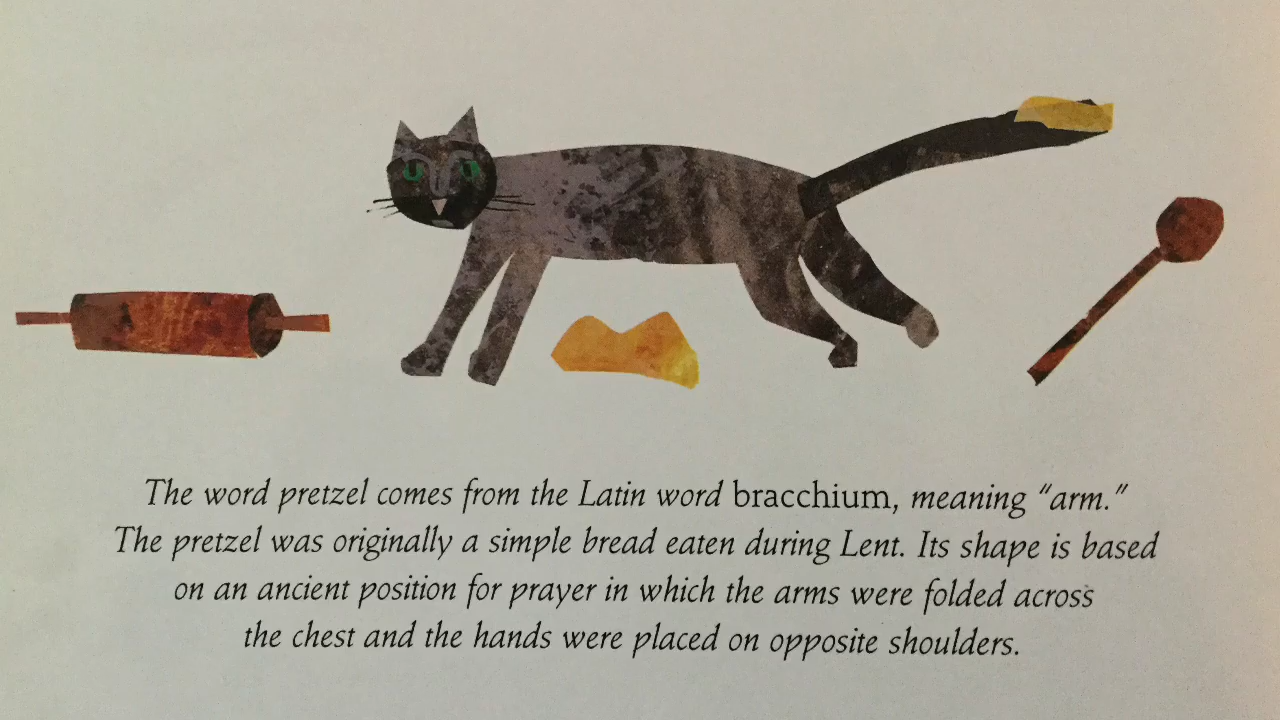 The word pretzel comes from the Latin word bracchium, meaning “arm.”
The pretzel was originally a simple bread eaten during Lent. Its shape is based
on an ancient position for prayer in which the arms were folded across
the chest and the hands were placed on opposite shoulders.